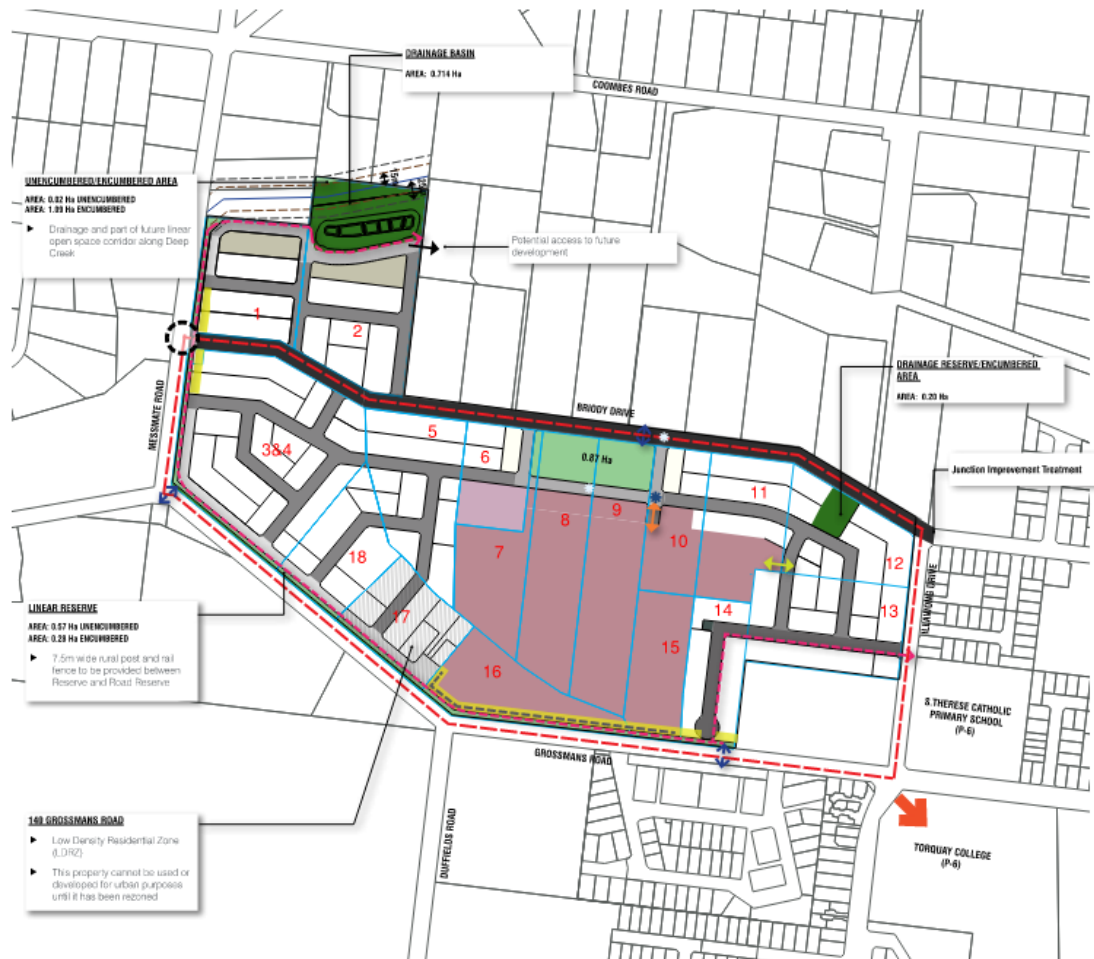 DRAINAGE BASIN
AREA: 0.714 Ha
COOMBES ROAD
UNENCUMBERED/ENCUMBERED AREA
AREA: 0.02 Ha UNENCUMBERED
AREA: 1.09 Ha ENCUMBERED
► Drainage and part of future linear
open space corridor along Deep
Creek
Potential access to future
development
1
2
DRAINAGE RESERVE/ENCUMBERED
AREA
AREA: 0.20 Ha
MESSMATE ROAD
BRIODY DRIVE
5
3&4
6
0.87 Ha
Junction Improvement Treatment
11
8
9
10
7
12
18
13
14
ILLAWONG DRIVE
17
LINEAR RESERVE
AREA: 0.57 Ha UNENCUMBERED
AREA: 0.28 Ha ENCUMBERED
► 7.5m wide rural post and rail
fence to be provided between
Reserve and Road Reserve
15
16
S.THERESE CATHOLIC
PRIMARY SCHOOL
(P-6)
GROSSMANS ROAD
140 GROSSMANS ROAD
► Low Density Residential Zone
(LDRZ)
► This property cannot be used or
developed for urban purposes
until it has been rezoned
DUFFIELDS ROAD
TORQUAY COLLEGE
(P-6)